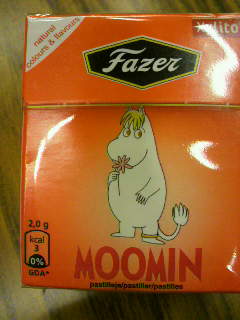 natural
colours & flavours
Xylito
Fazer
2,0 g
kcal
3
0%
GDA*
MOOMIN
pastilleja/pastiller/pastilles